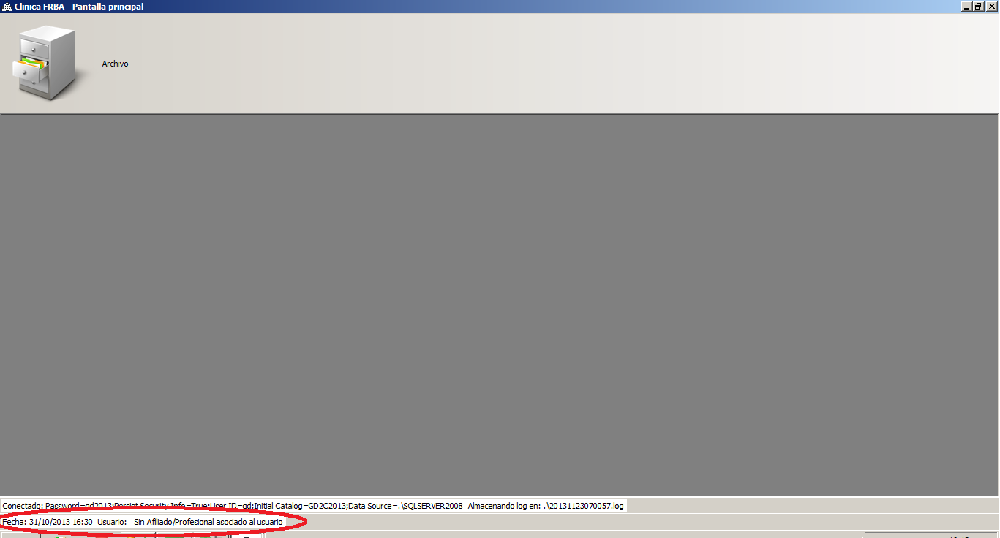 Clinica FRBA - Pantalla principal
Archivo
Conectado: Password=gd2013;Persist Security Info=True;User ID=gd;Initial Catalog=GD2C2013;Data Source=.\SQLSERVER2008 Almacenando log en: .\20131123070057.log
Fecha: 31/10/2013 16:30 Usuario: Sin Afiliado/Profesional asociado al usuario